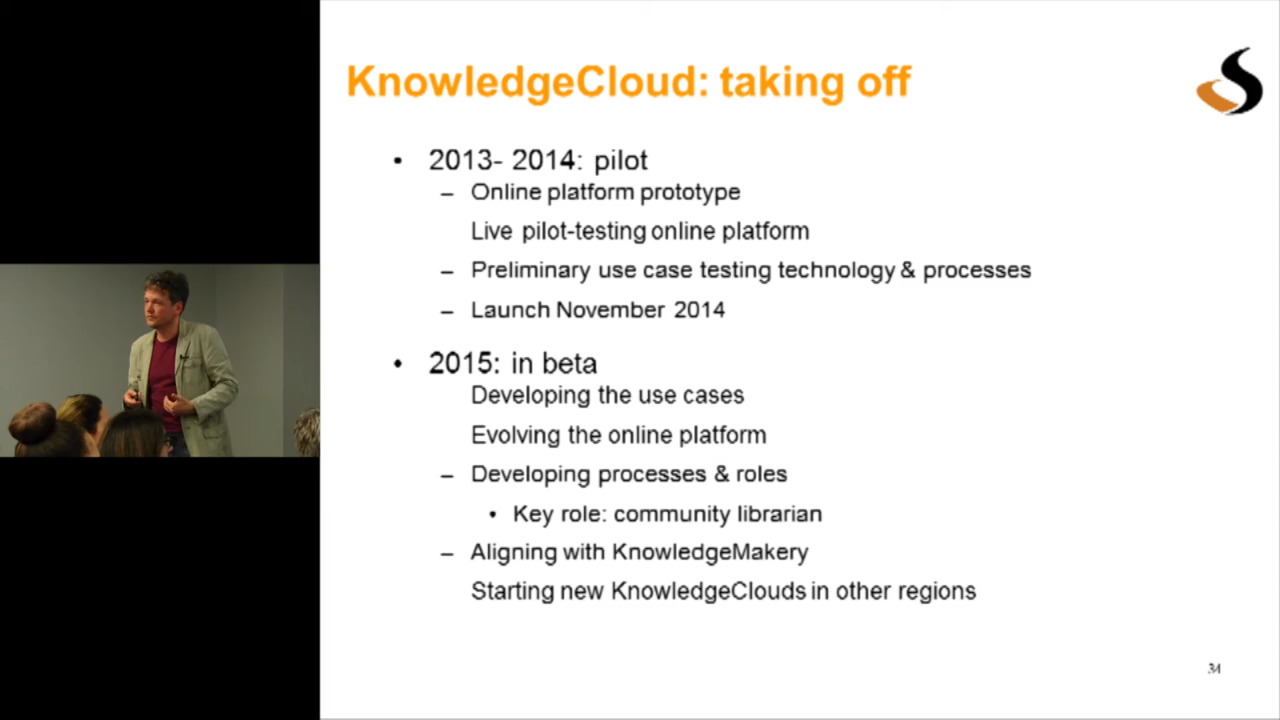 KnowledgeCloud: taking off
• 2013- 2014: pilot
– Online platform prototype
Live pilot-testing online platform
– Preliminary use case testing technology & processes
– Launch November 2014
• 2015: in beta
Developing the use cases
Evolving the online platform
– Developing processes & roles
• Key role: community librarian
– Aligning with KnowledgeMakery
Starting new KnowledgeClouds in other regions
34